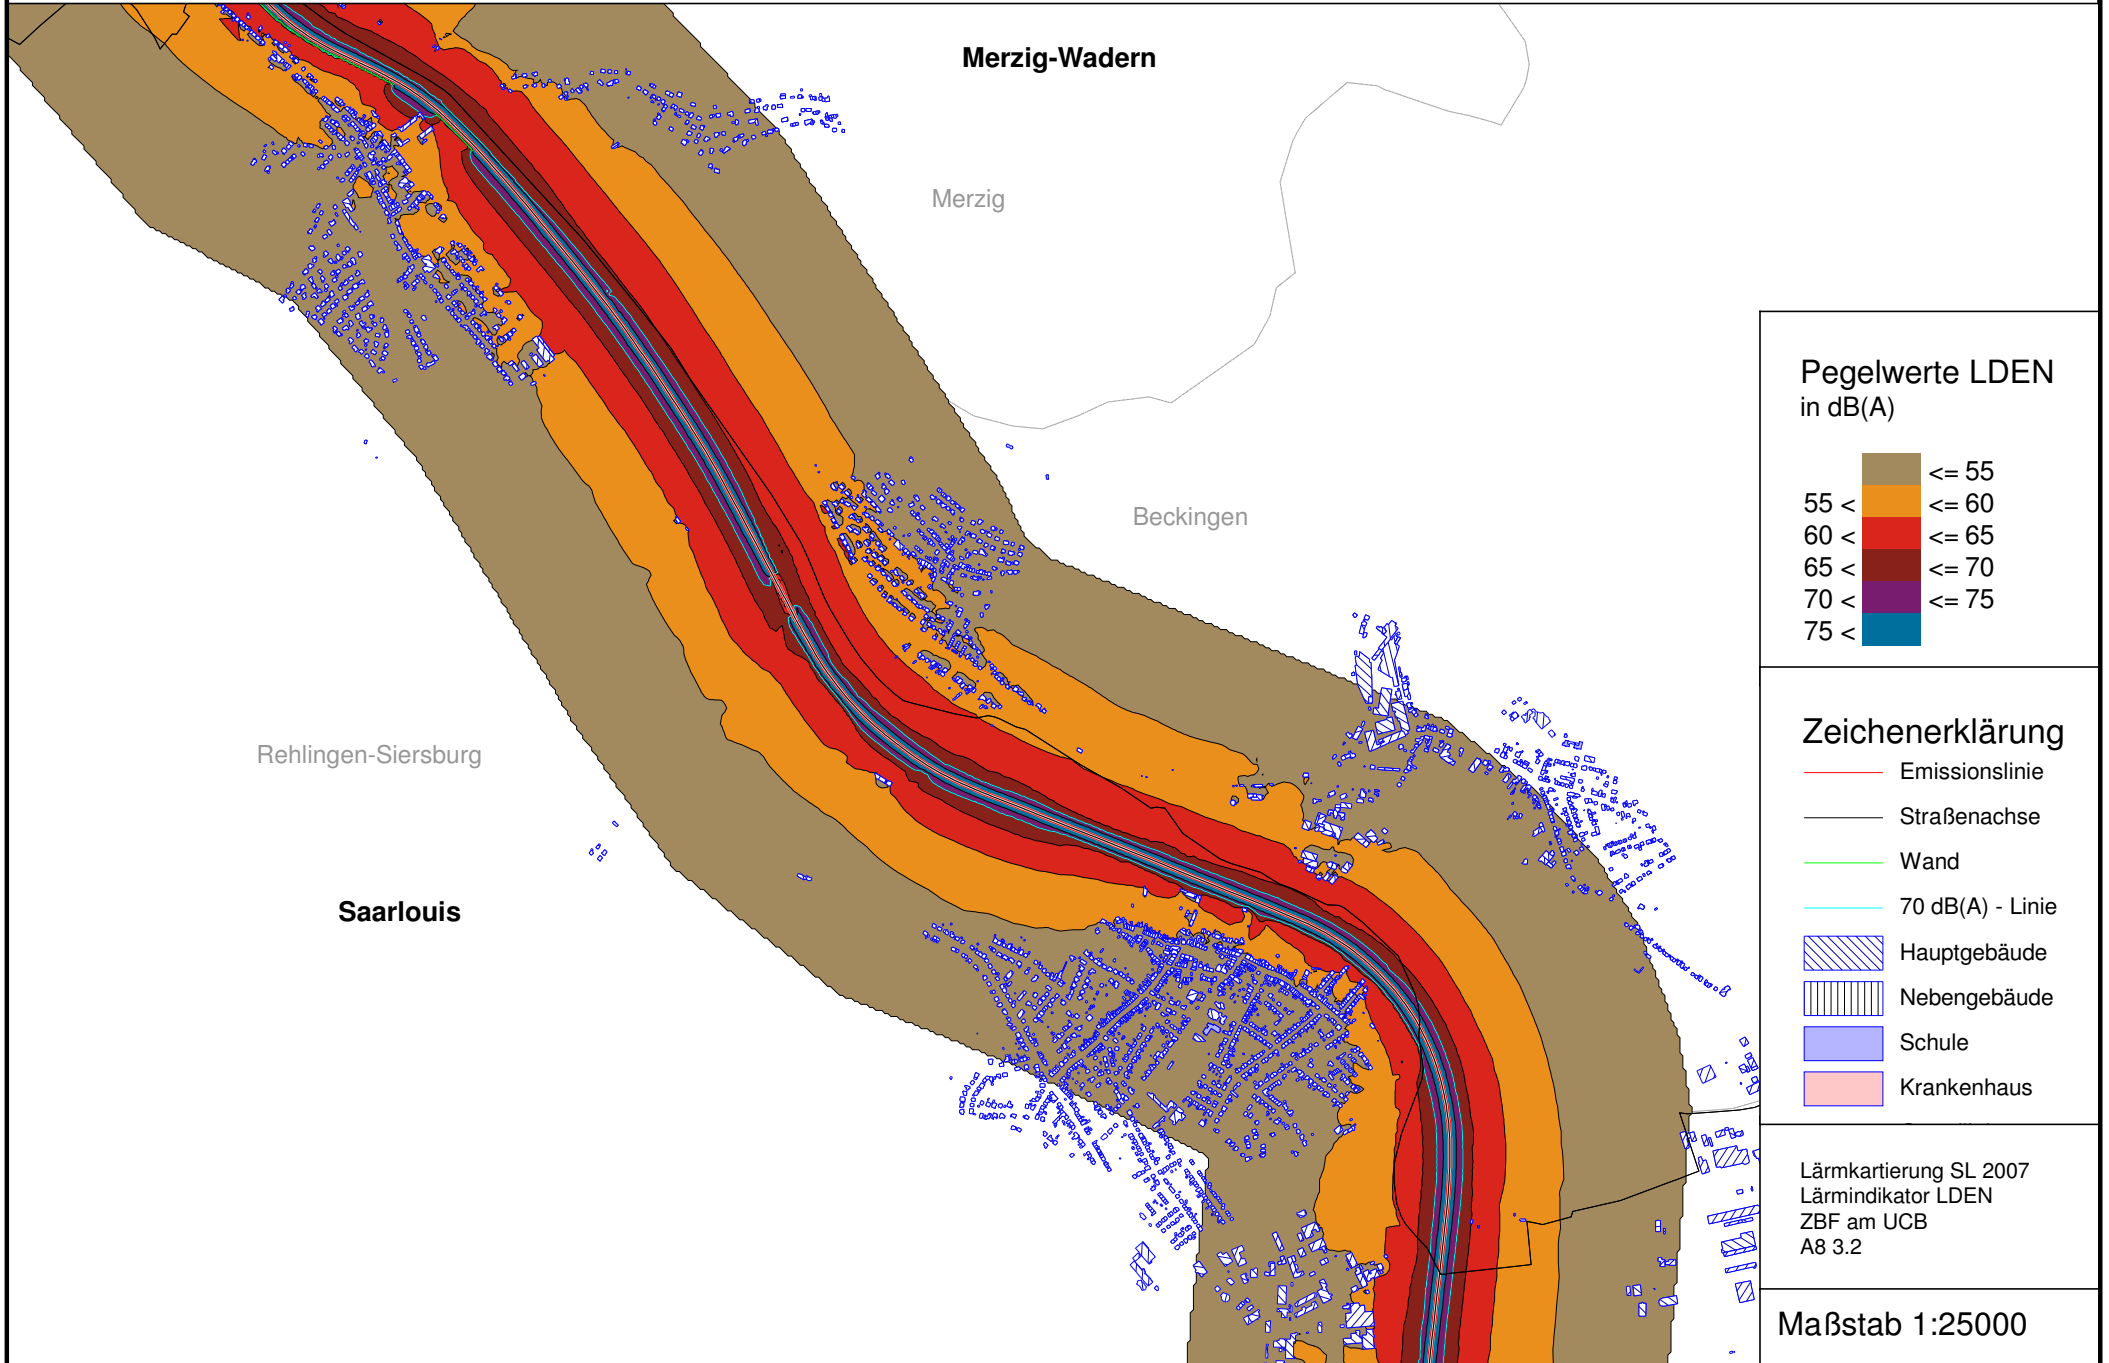 Merzig-Wadern
Merzig
Beckingen
Rehlingen-Siersburg
Saarlouis
Pegelwerte LDEN
in dB(A)
<= 55
55 < <= 60
60 < <= 65
65 < <= 70
70 < <= 75
75 <
Zeichenerklärung
Emissionslinie
Straßenachse
Wand
70 dB(A) - Linie
Hauptgebäude
Nebengebäude
Schule
Krankenhaus
Lärmkartierung SL 2007
Lärmindikator LDEN
ZBF am UCB
A8 3.2
Maßstab 1:25000